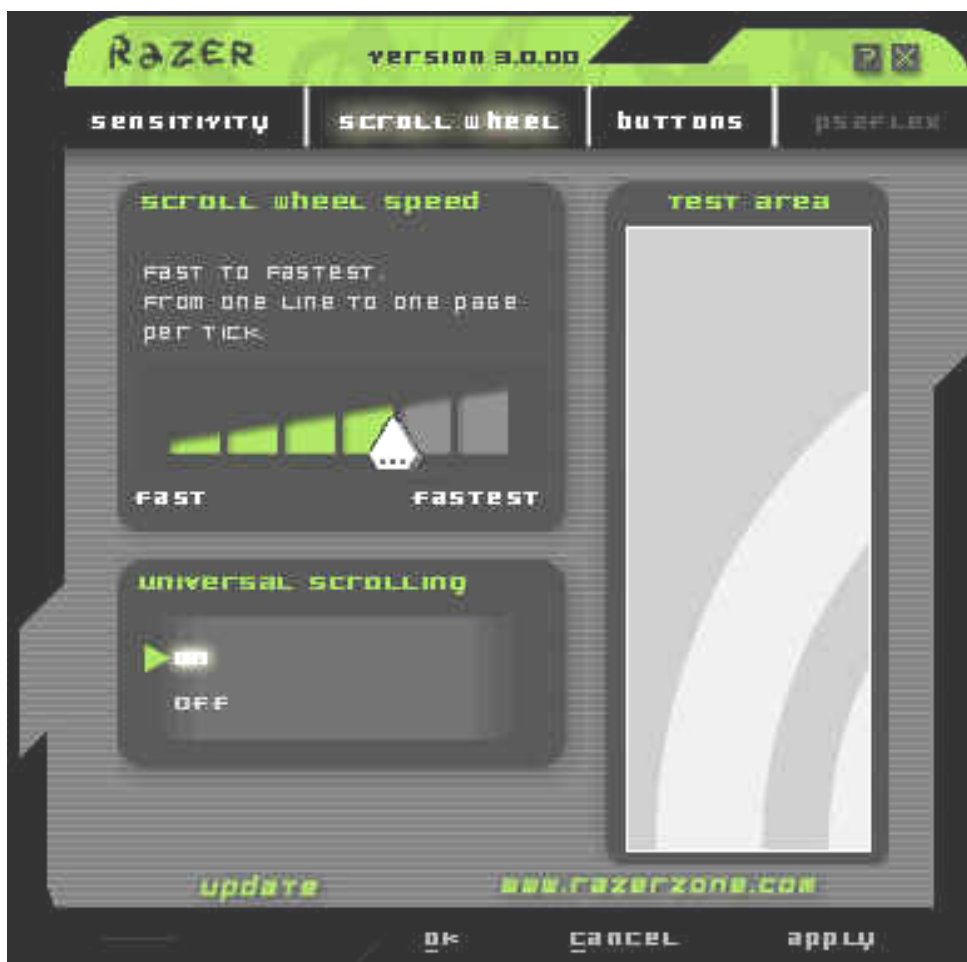 Razer
version 3.0.00
sensitivity
scroll wheel
buttons
ps2flex
scroll wheel speed
Fast to Fastest.
From one line to one page
per tick.
Fast
Fastest
universal scrolling
on
off
test area
update
www.razerzone.com
ok
cancel
apply